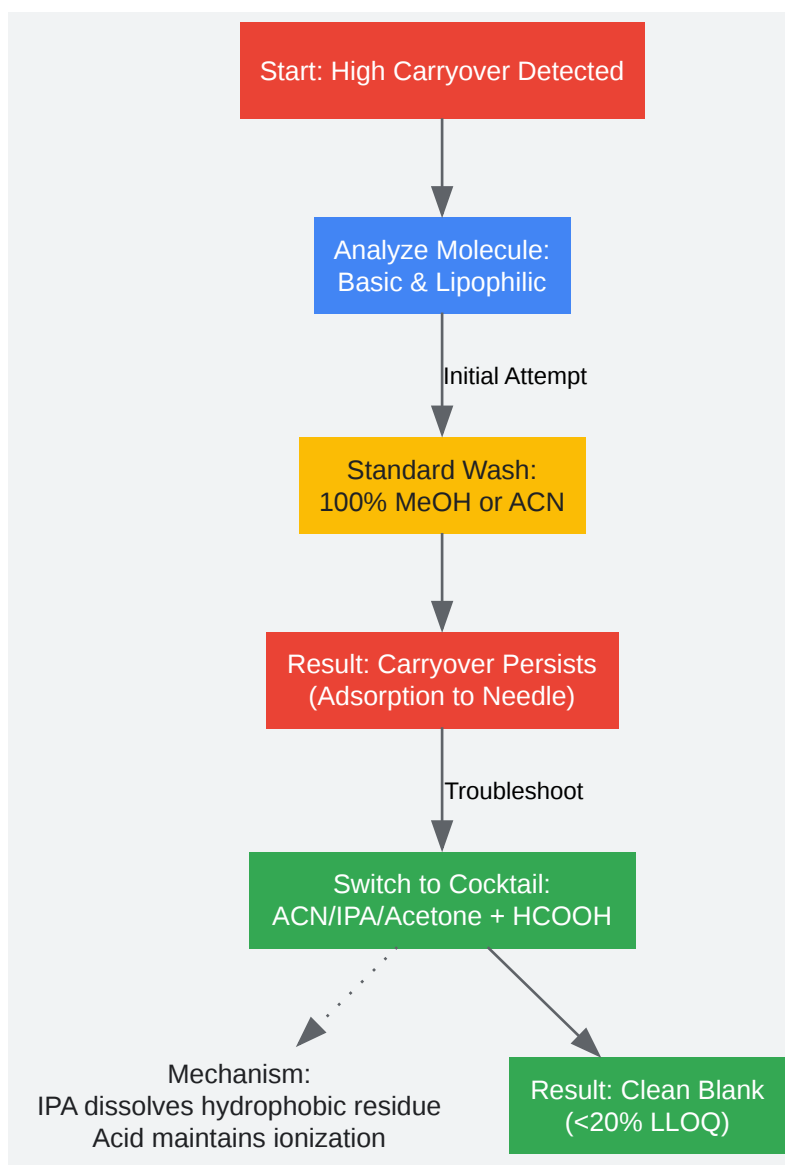 Start: High Carryover Detected
Analyze Molecule:
Basic & Lipophilic
Initial Attempt
Standard Wash:
100% MeOH or ACN
Result: Carryover Persists
(Adsorption to Needle)
Troubleshoot
Switch to Cocktail:
ACN/IPA/Acetone + HCOOH
Mechanism:
IPA dissolves hydrophobic residue
Acid maintains ionization
Result: Clean Blank
(<20% LLOQ)